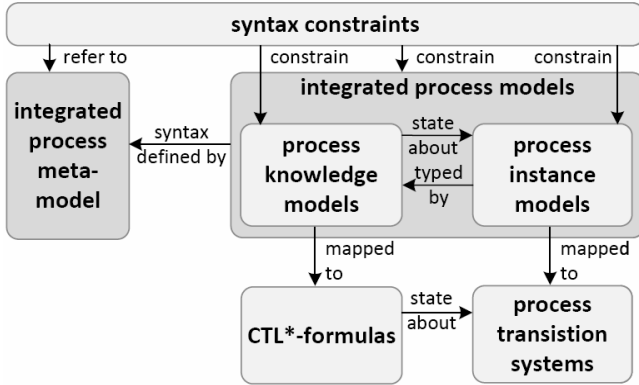 syntax constraints
refer to
constrain
constrain
constrain
integrated process models
integrated
process
meta-
model
syntax
defined by
process
knowledge
models
state
about
typed
by
process
instance
models
mapped
to
mapped
to
CTL*-formulas
state
about
process
transistion
systems